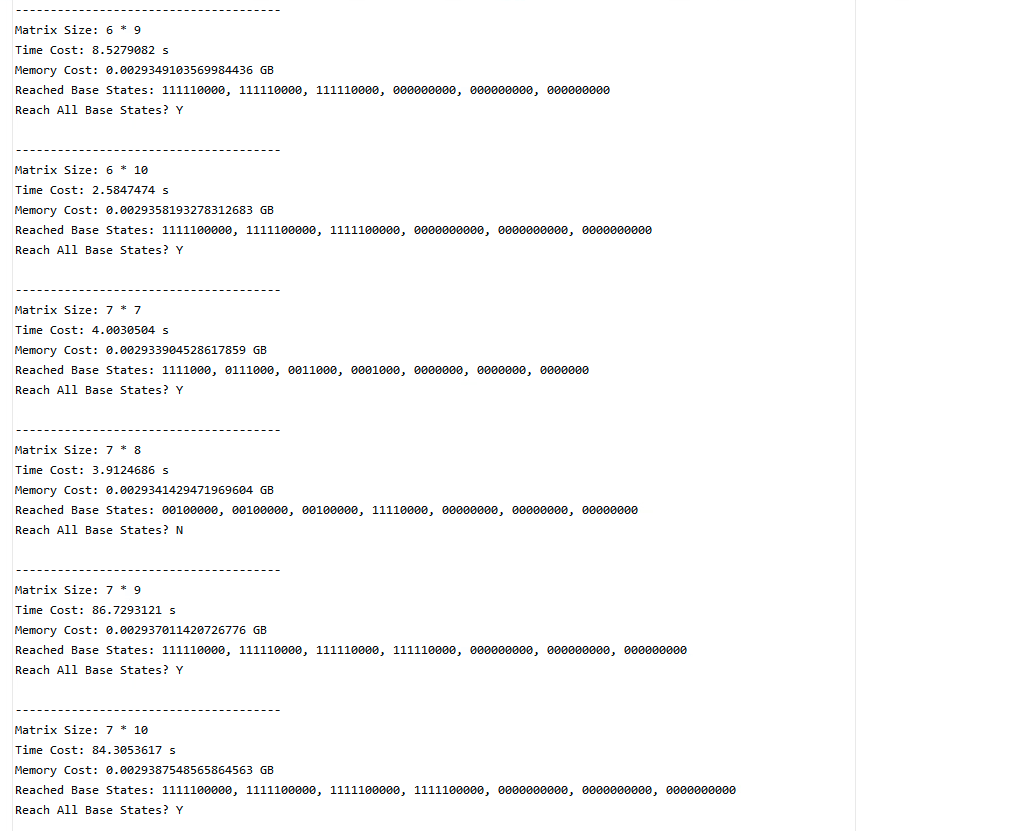 --------------------------------------
Matrix Size: 6 * 9
Time Cost: 8.5279082 s
Memory Cost: 0.0029349103569984436 GB
Reached Base States: 111110000, 111110000, 111110000, 000000000, 000000000, 000000000
Reach All Base States? Y
--------------------------------------
Matrix Size: 6 * 10
Time Cost: 2.5847474 s
Memory Cost: 0.0029358193278312683 GB
Reached Base States: 1111100000, 1111100000, 1111100000, 0000000000, 0000000000, 0000000000
Reach All Base States? Y
--------------------------------------
Matrix Size: 7 * 7
Time Cost: 4.0030504 s
Memory Cost: 0.002933904528617859 GB
Reached Base States: 1111000, 0111000, 0011000, 0001000, 0000000, 0000000, 0000000
Reach All Base States? Y
--------------------------------------
Matrix Size: 7 * 8
Time Cost: 3.9124686 s
Memory Cost: 0.0029341429471969604 GB
Reached Base States: 00100000, 00100000, 00100000, 11110000, 00000000, 00000000, 00000000
Reach All Base States? N
--------------------------------------
Matrix Size: 7 * 9
Time Cost: 86.7293121 s
Memory Cost: 0.002937011420726776 GB
Reached Base States: 111110000, 111110000, 111110000, 111110000, 000000000, 000000000, 000000000
Reach All Base States? Y
--------------------------------------
Matrix Size: 7 * 10
Time Cost: 84.3053617 s
Memory Cost: 0.0029387548565864563 GB
Reached Base States: 1111100000, 1111100000, 1111100000, 1111100000, 0000000000, 0000000000, 0000000000
Reach All Base States? Y